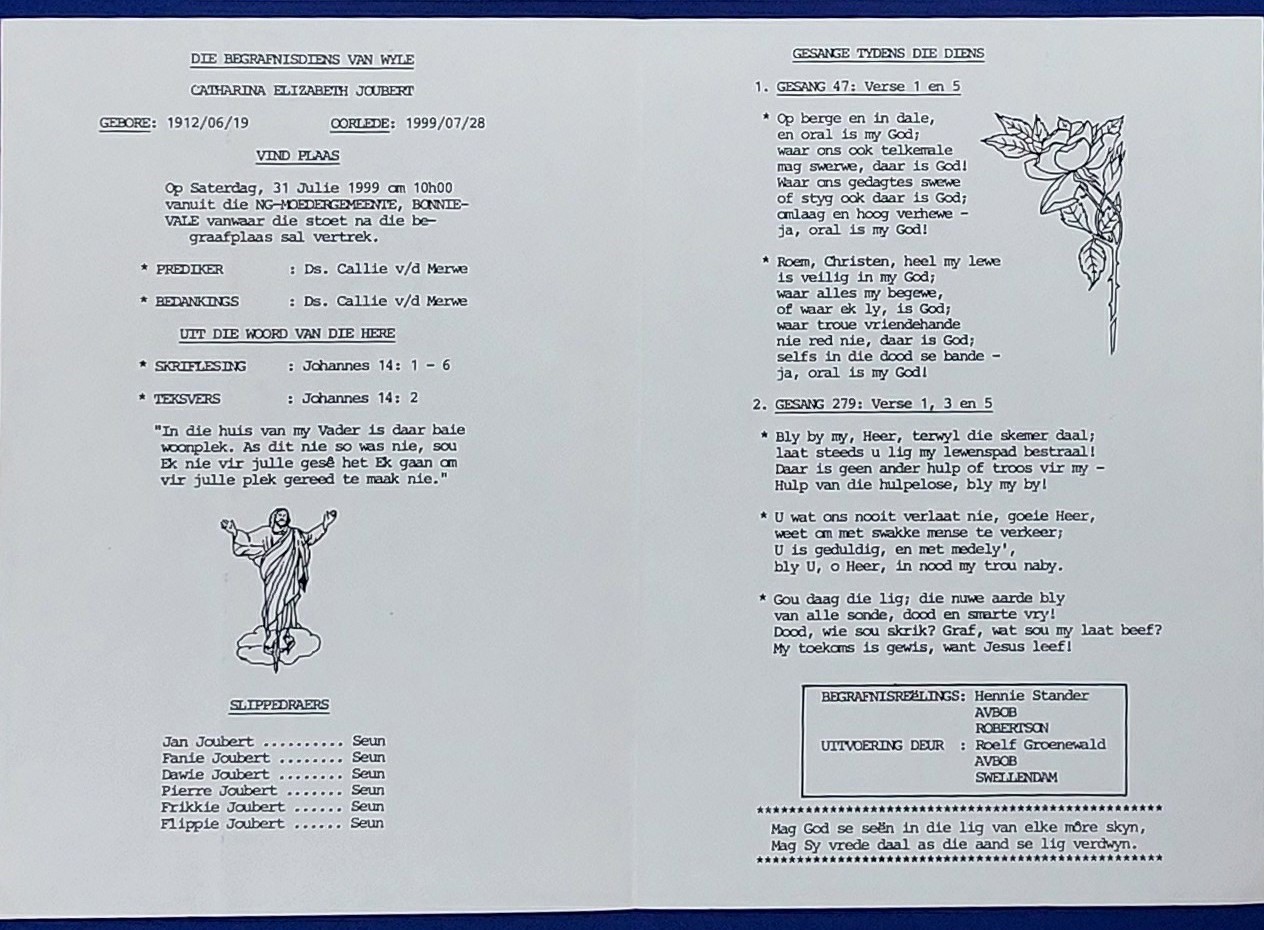 DIE BEGRAFNISDIENS VAN WYLE
CATHARINA ELIZABETH JOUBERT
GEBORE: 1912/06/19 OORLEDE: 1999/07/28
VIND PLAAS
Op Saterdag, 31 Julie 1999 om 10h00
vanuit die NG-MOEDERGEMEENTE, BONNIE-
VALE vanwaar die stoet na die be-
graafplaas sal vertrek.
* PREDIKER : Ds. Callie v/d Merwe
* BEDANKINGS : Ds. Callie v/d Merwe
UIT DIE WOORD VAN DIE HERE
* SKRIFLESING : Johannes 14: 1 - 6
* TEKSVERS : Johannes 14: 2
"In die huis van my Vader is daar baie
woonplek. As dit nie so was nie, sou
Ek nie vir julle gesê het Ek gaan om
vir julle plek gereed te maak nie."
SLIPPEDRAERS
Jan Joubert .......... Seun
Fanie Joubert ........ Seun
Dawie Joubert ........ Seun
Pierre Joubert ....... Seun
Frikkie Joubert ...... Seun
Flippie Joubert ...... Seun
GESANGE TYDENS DIE DIENS
1. GESANG 47: Verse 1 en 5
* Op berge en in dale,
en oral is my God;
waar ons ook telkemale
mag swerwe, daar is God!
Waar ons gedagtes swewe
of styg ook daar is God;
omlaag en hoog verhewe -
ja, oral is my God!
* Roem, Christen, heel my lewe
is veilig in my God;
waar alles my begewe,
of waar ek ly, is God;
waar troue vriendehande
nie red nie, daar is God;
selfs in die dood se bande -
ja, oral is my God!
2. GESANG 279: Verse 1, 3 en 5
* Bly by my, Heer, terwyl die skemer daal;
laat steeds u lig my lewenspad bestraal!
Daar is geen ander hulp of troos vir my -
Hulp van die hulpelose, bly my by!
* U wat ons nooit verlaat nie, goeie Heer,
weet om met swakke mense te verkeer;
U is geduldig, en met medely',
bly U, o Heer, in nood my trou naby.
* Gou daag die lig; die nuwe aarde bly
van alle sonde, dood en smarte vry!
Dood, wie sou skrik? Graf, wat sou my laat beef?
My toekoms is gewis, want Jesus leef!
BEGRAFNISREËLINGS: Hennie Stander
AVBOB
ROBERTSON
UITVOERING DEUR : Roelf Groenewald
AVBOB
SWELLENDAM
**************************************************
Mag God se seën in die lig van elke môre skyn,
Mag Sy vrede daal as die aand se lig verdwyn.
**************************************************